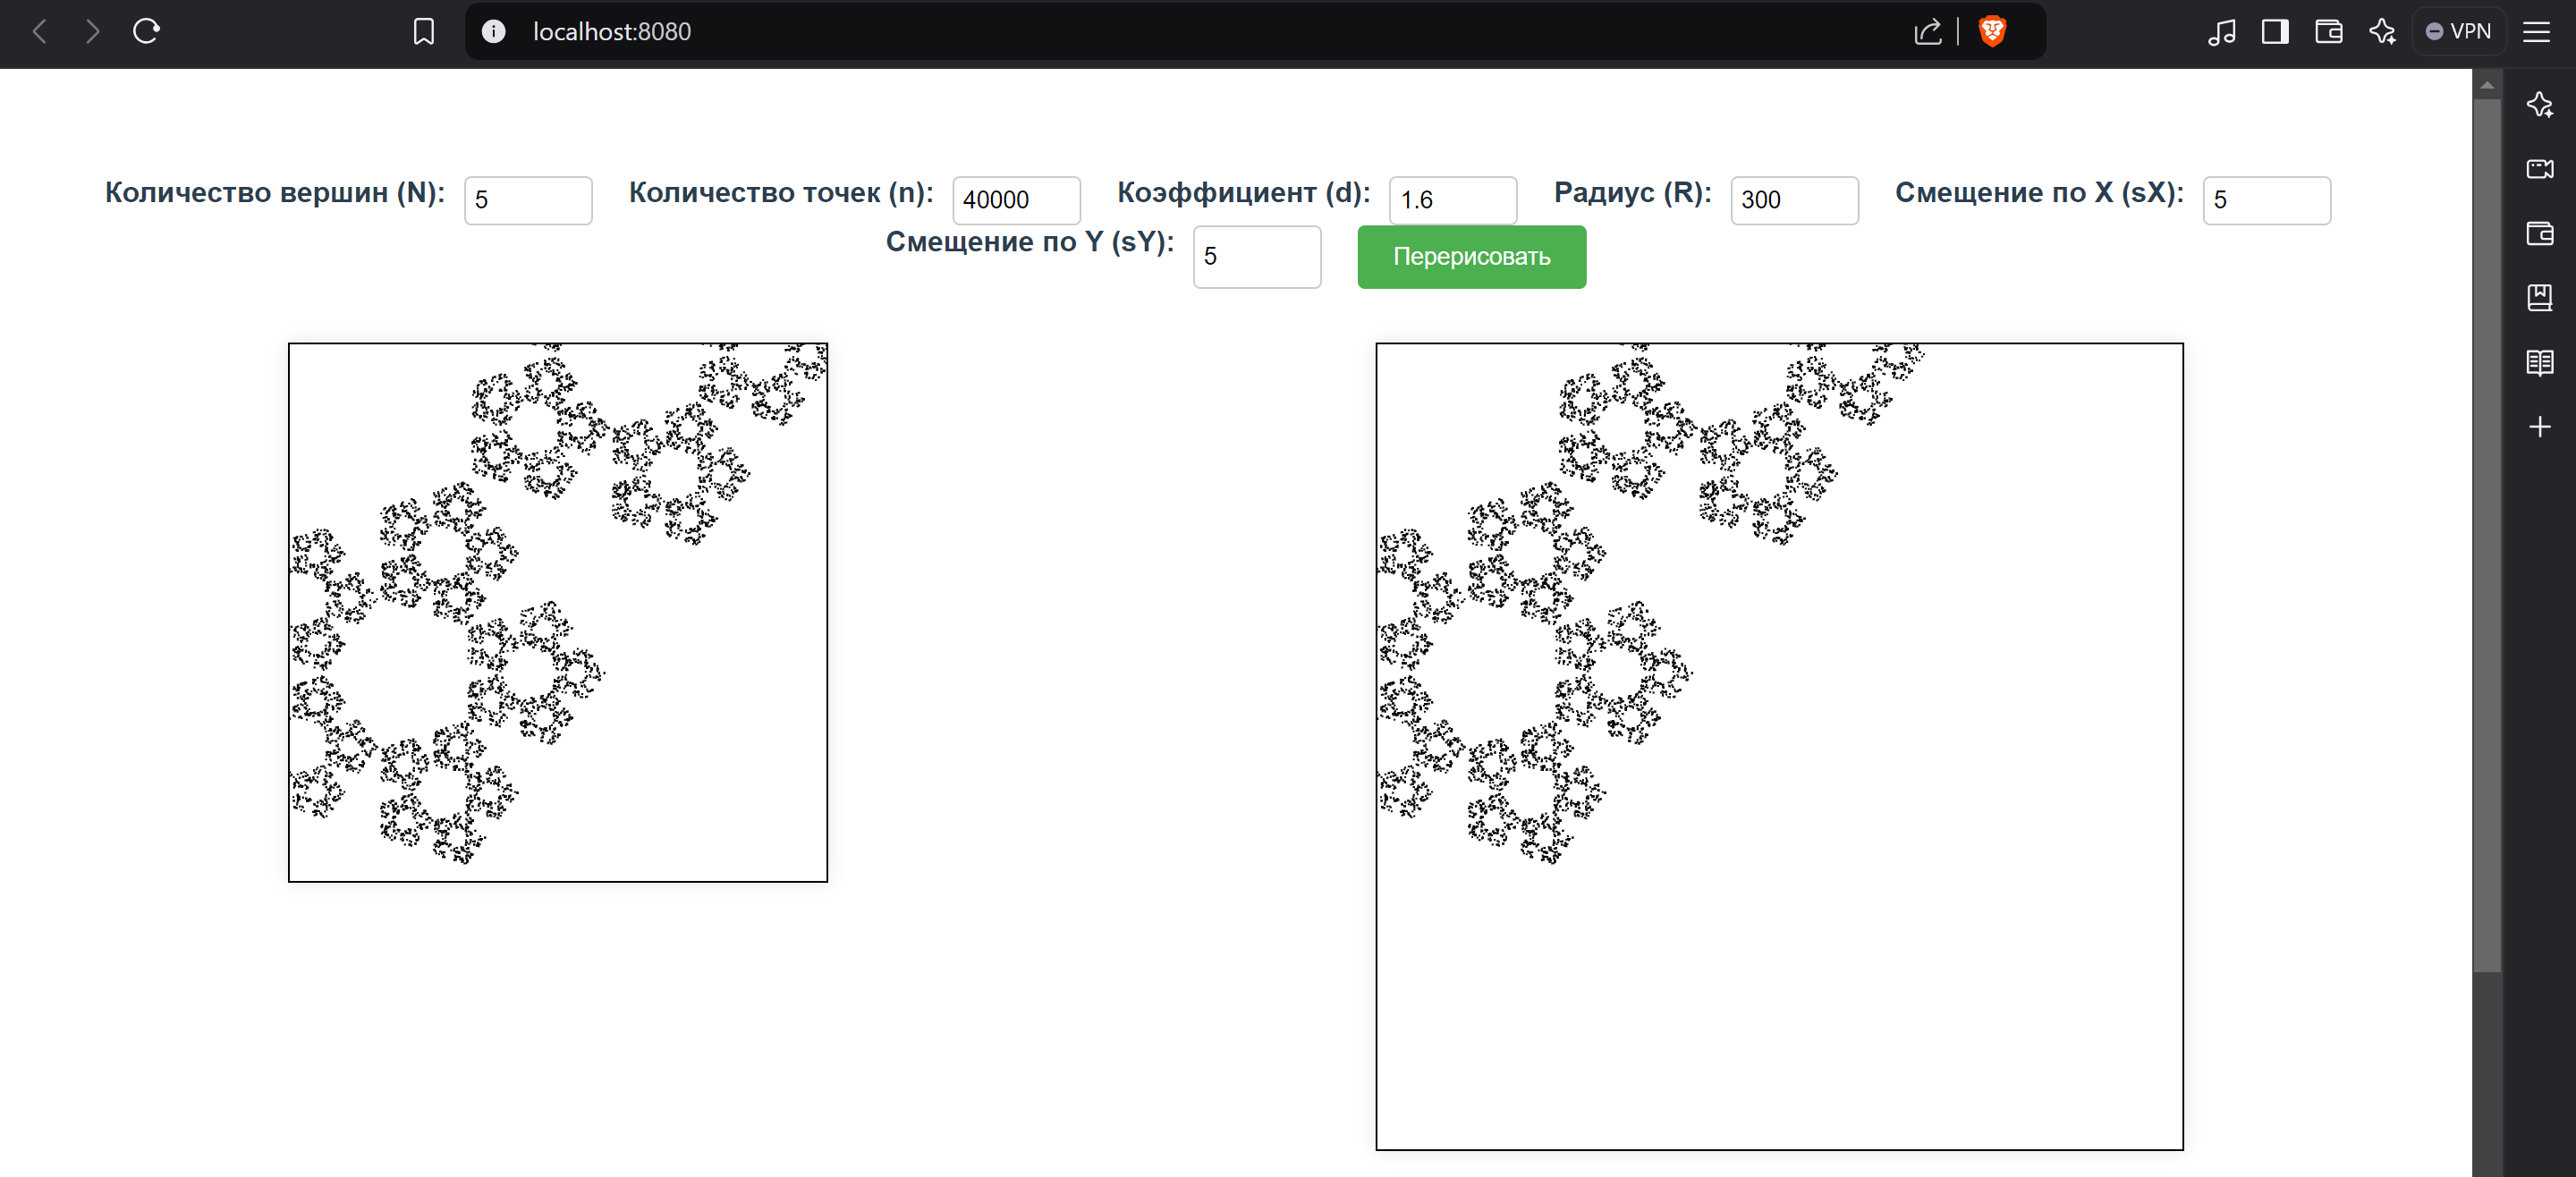 localhost:8080
VPN
Количество вершин (N): 5 Количество точек (n): 40000 Коэффициент (d): 1.6 Радиус (R): 300 Смещение по X (sX): 5
Смещение по Y (sY): 5 Перерисовать